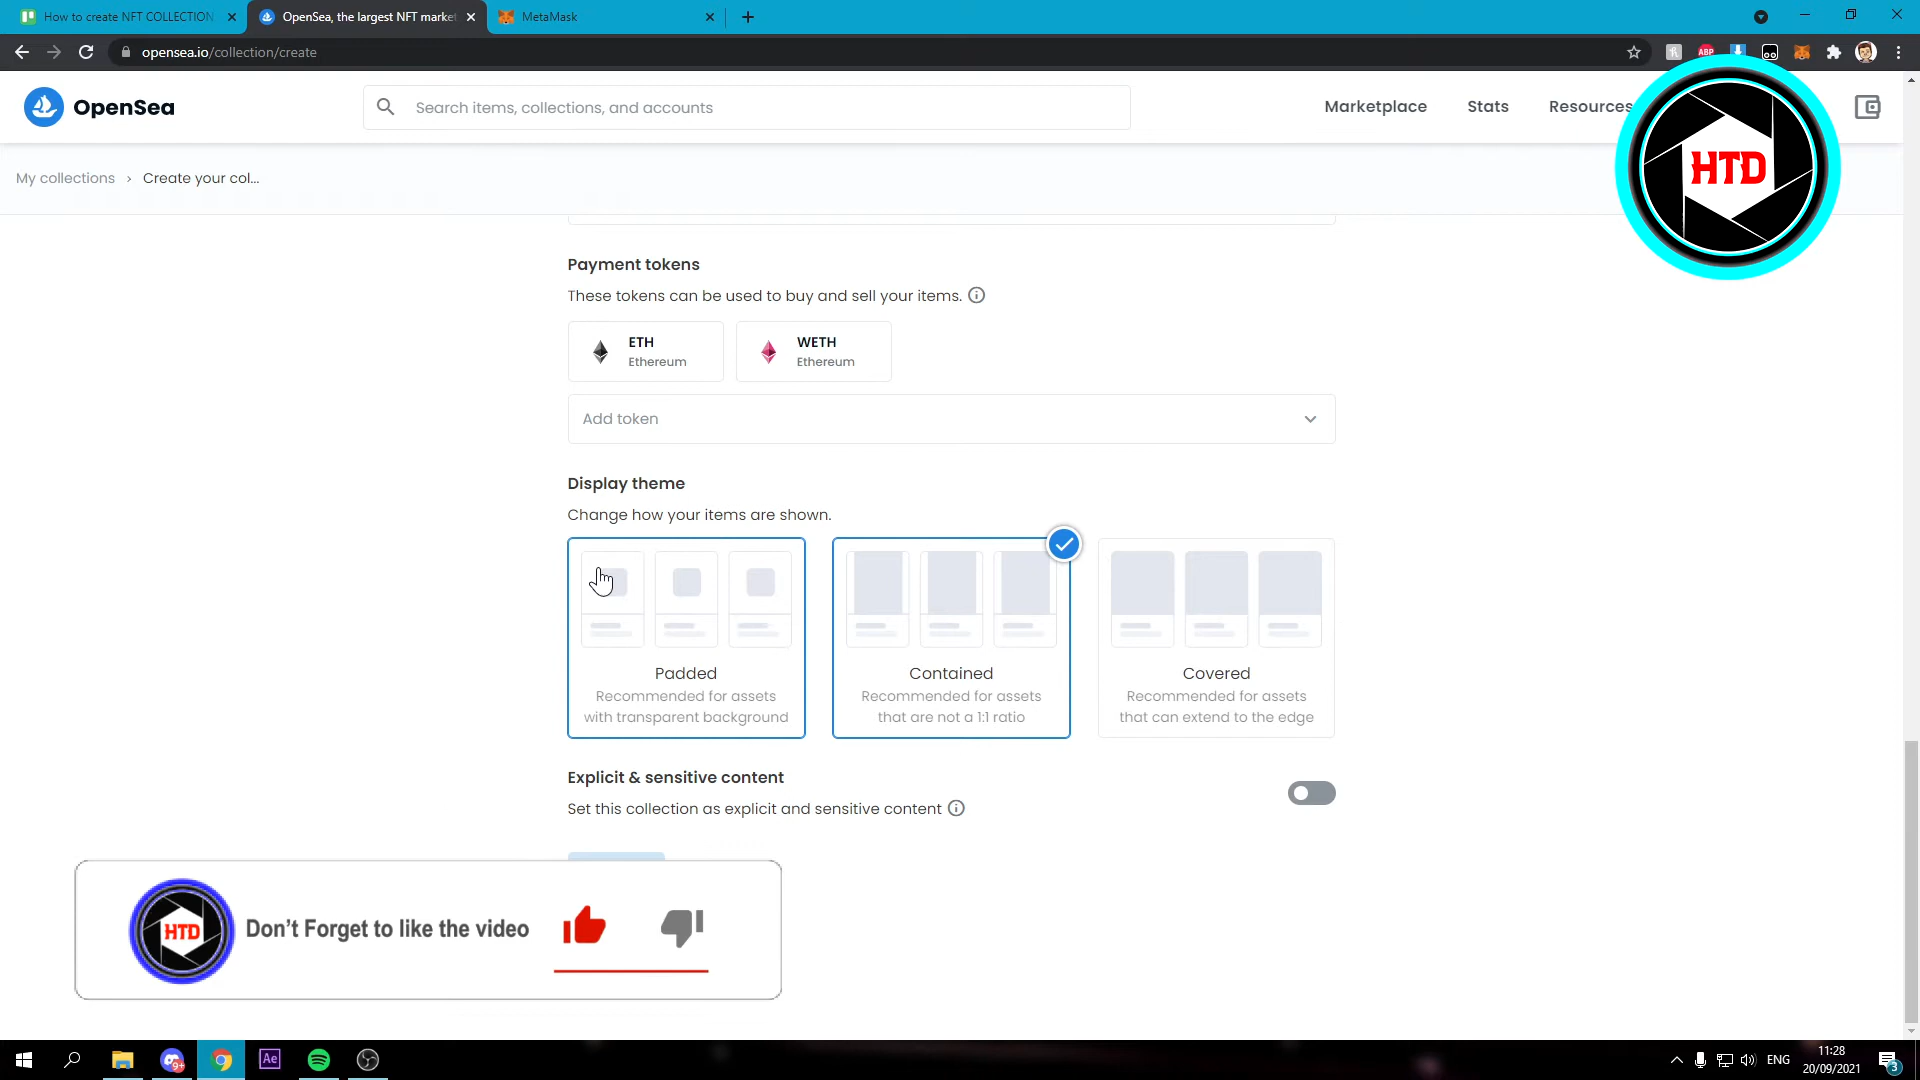 How to create NFT COLLECTION
OpenSea, the largest NFT market
MetaMask
opensea.io/collection/create
ABP
OpenSea
Search items, collections, and accounts
Marketplace
Stats
Resources
HTD
My collections
Create your col...
Payment tokens
These tokens can be used to buy and sell your items.
ETH
Ethereum
WETH
Ethereum
Add token
Display theme
Change how your items are shown.
Padded
Recommended for assets
with transparent background
Contained
Recommended for assets
that are not a 1:1 ratio
Covered
Recommended for assets
that can extend to the edge
Explicit & sensitive content
Set this collection as explicit and sensitive content
HTD
Don't Forget to like the video
9+
Ae
ENG
11:28
20/09/2021
3